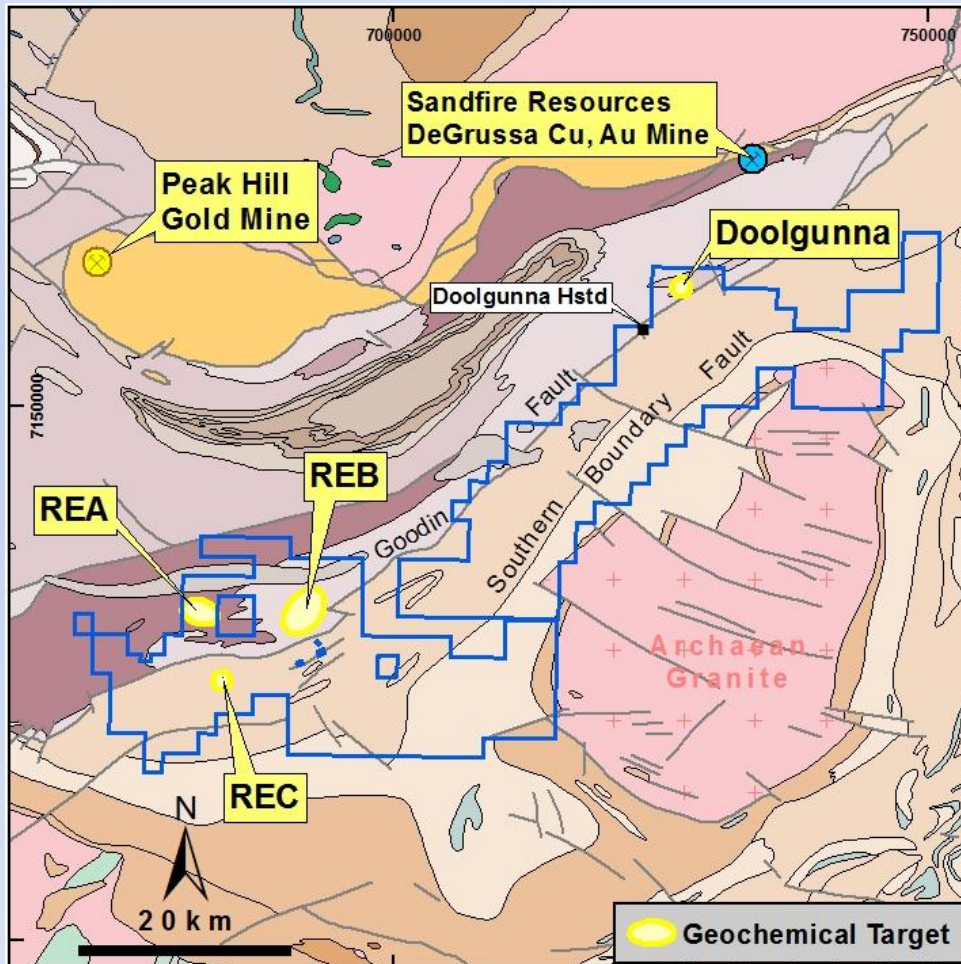 700000
750000
Sandfire Resources
DeGrussa Cu, Au Mine
Peak Hill
Gold Mine
Doolgunna
Doolgunna Hstd
7150000
Fault
Boundary
Southern
Fault
REB
REA
Goodin
Archaean
Granite
REC
N
20 km
Geochemical Target